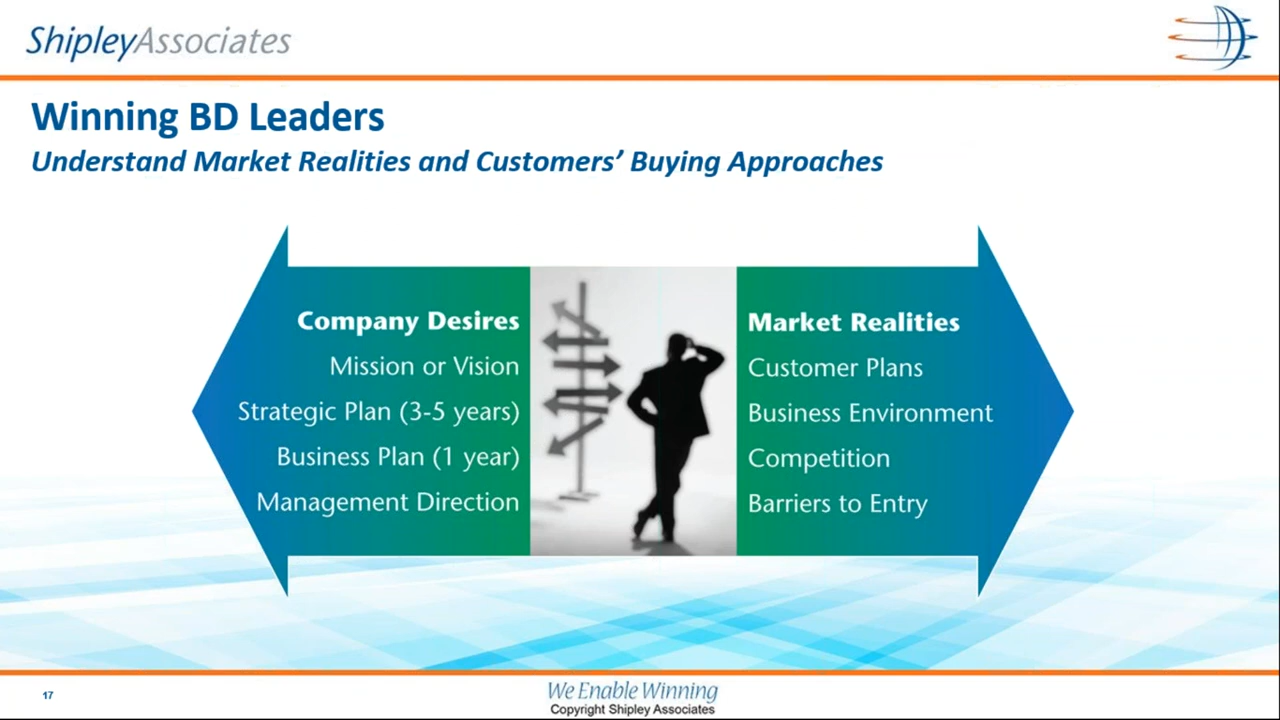 ShipleyAssociates
Winning BD Leaders
Understand Market Realities and Customers’ Buying Approaches
Company Desires
Mission or Vision
Strategic Plan (3-5 years)
Business Plan (1 year)
Management Direction
Market Realities
Customer Plans
Business Environment
Competition
Barriers to Entry
17
We Enable Winning
Copyright Shipley Associates